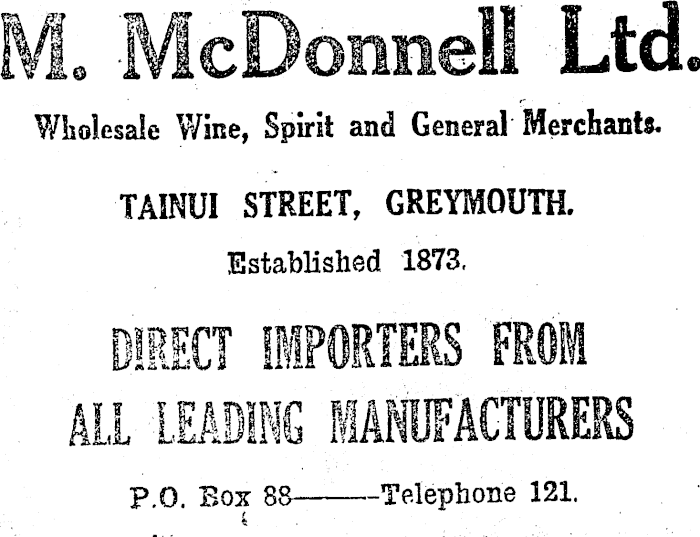 M. McDonnell Ltd.
Wholesale Wine, Spirit and General Merchants.
TAINUI STREET, GREYMOUTH.
Established 1873.
DIRECT IMPORTERS FROM
ALL LEADING MANUFACTURERS
P.O. Box 88———Telephone 121.